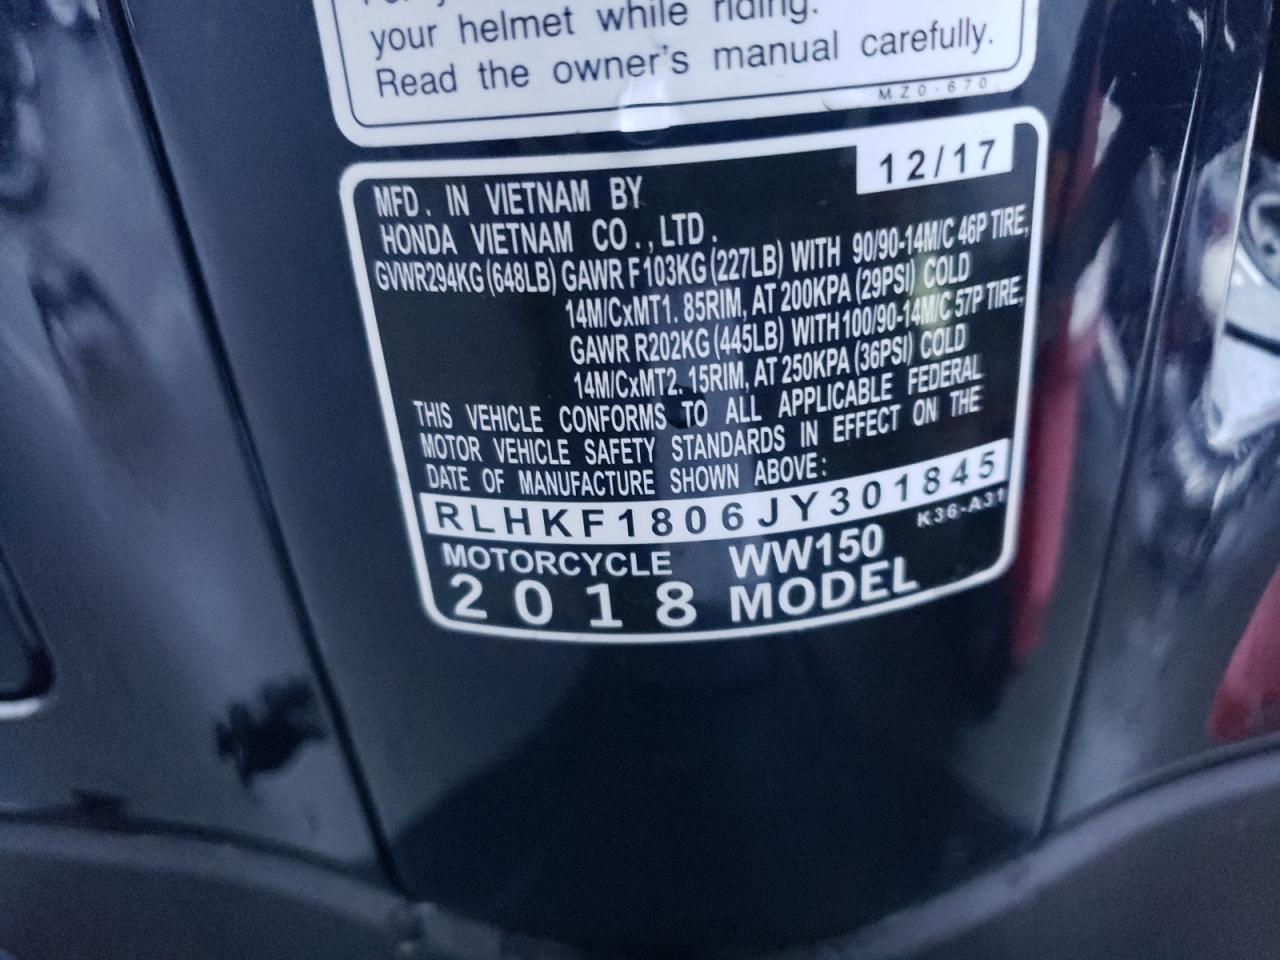 your helmet while riding.
Read the owner's manual carefully.
MZ0-670
12/17
MFD. IN VIETNAM BY
HONDA VIETNAM CO.,LTD.
GVWR294KG(648LB) GAWR F103KG(227LB) WITH 90/90-14M/C 46P TIRE,
14M/CxMT1.85RIM, AT 200KPA (29PSI) COLD
GAWR R202KG(445LB) WITH100/90-14M/C 57P TIRE,
14M/CxMT2.15RIM, AT 250KPA (36PSI) COLD
THIS VEHICLE CONFORMS TO ALL APPLICABLE FEDERAL
MOTOR VEHICLE SAFETY STANDARDS IN EFFECT ON THE
DATE OF MANUFACTURE SHOWN ABOVE:
RLHKF1806JY301845
K36-A31
MOTORCYCLE WW150
2018 MODEL